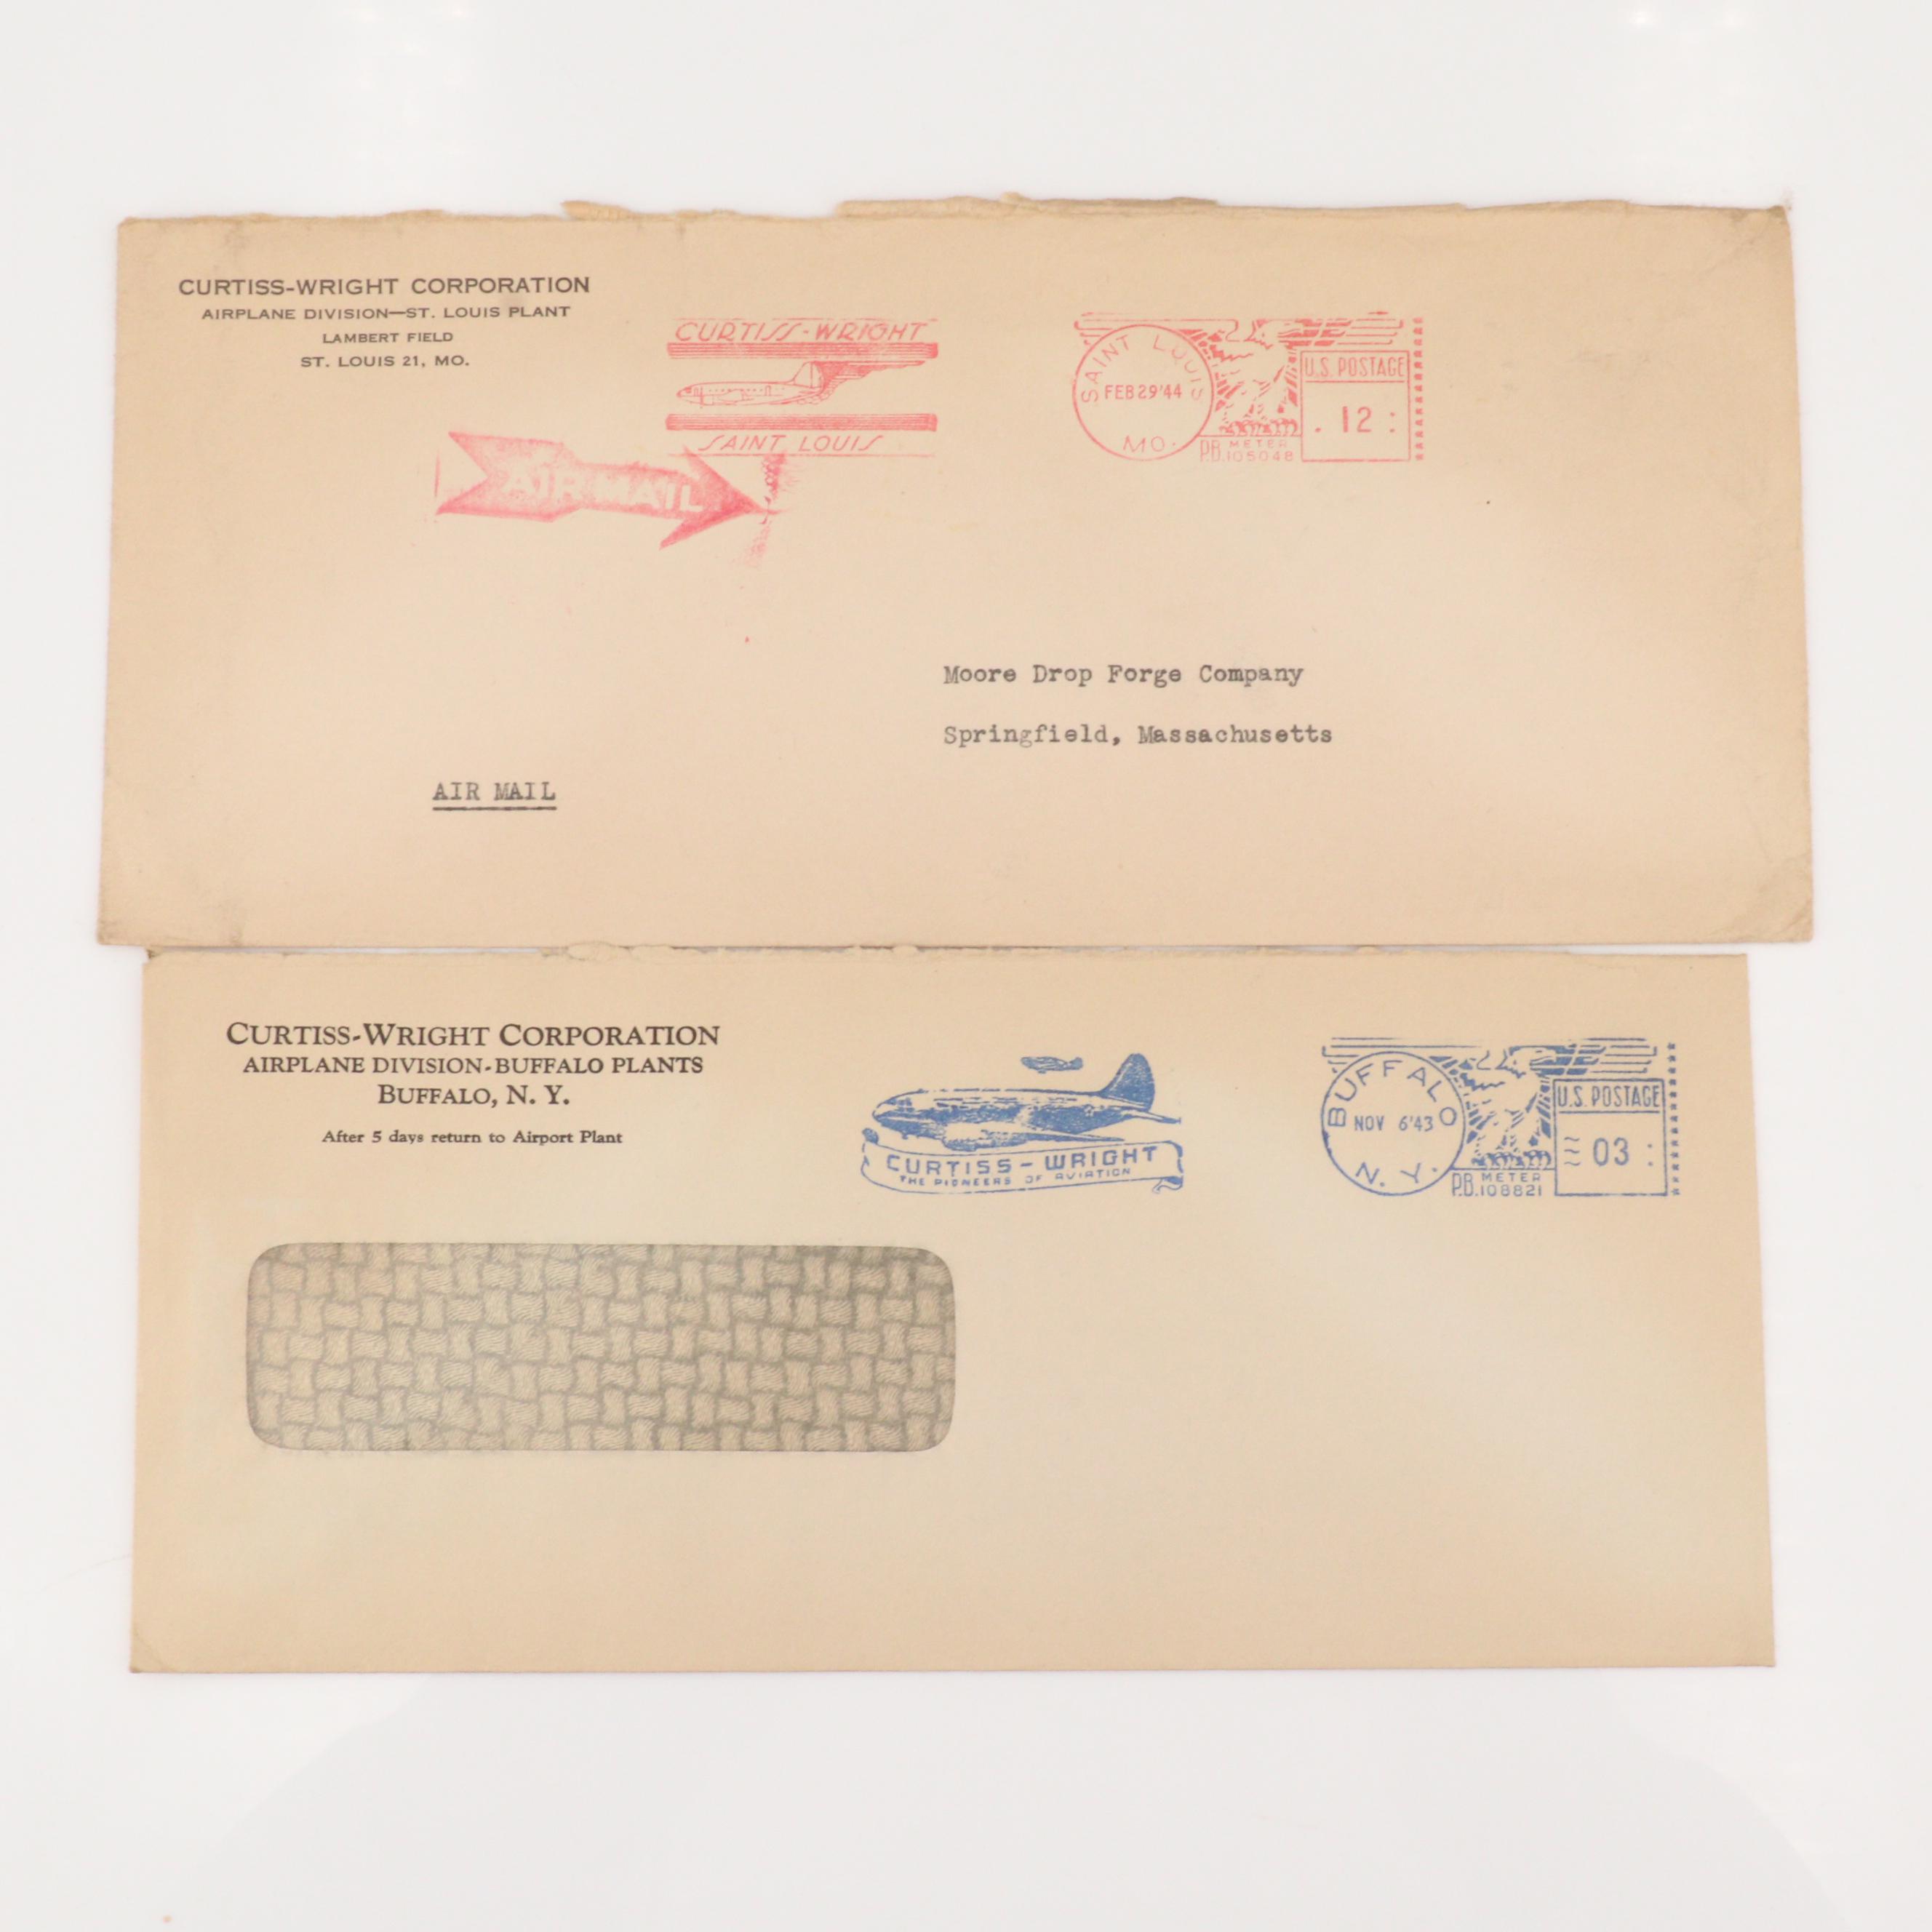 CURTISS-WRIGHT CORPORATION
AIRPLANE DIVISION—ST. LOUIS PLANT
LAMBERT FIELD
ST. LOUIS 21, MO.
CURTISS-WRIGHT
SAINT LOUIS
AIR MAIL
SAINT LOUIS
FEB 29 '44
MO.
P.B. METER
105048
U.S. POSTAGE
. 12 :
Moore Drop Forge Company
Springfield, Massachusetts
AIR MAIL
CURTISS-WRIGHT CORPORATION
AIRPLANE DIVISION-BUFFALO PLANTS
BUFFALO, N. Y.
After 5 days return to Airport Plant
CURTISS-WRIGHT
THE PIONEERS OF AVIATION
BUFFALO
NOV 6 '43
N. Y.
P.B. METER
108821
U.S. POSTAGE
03 :